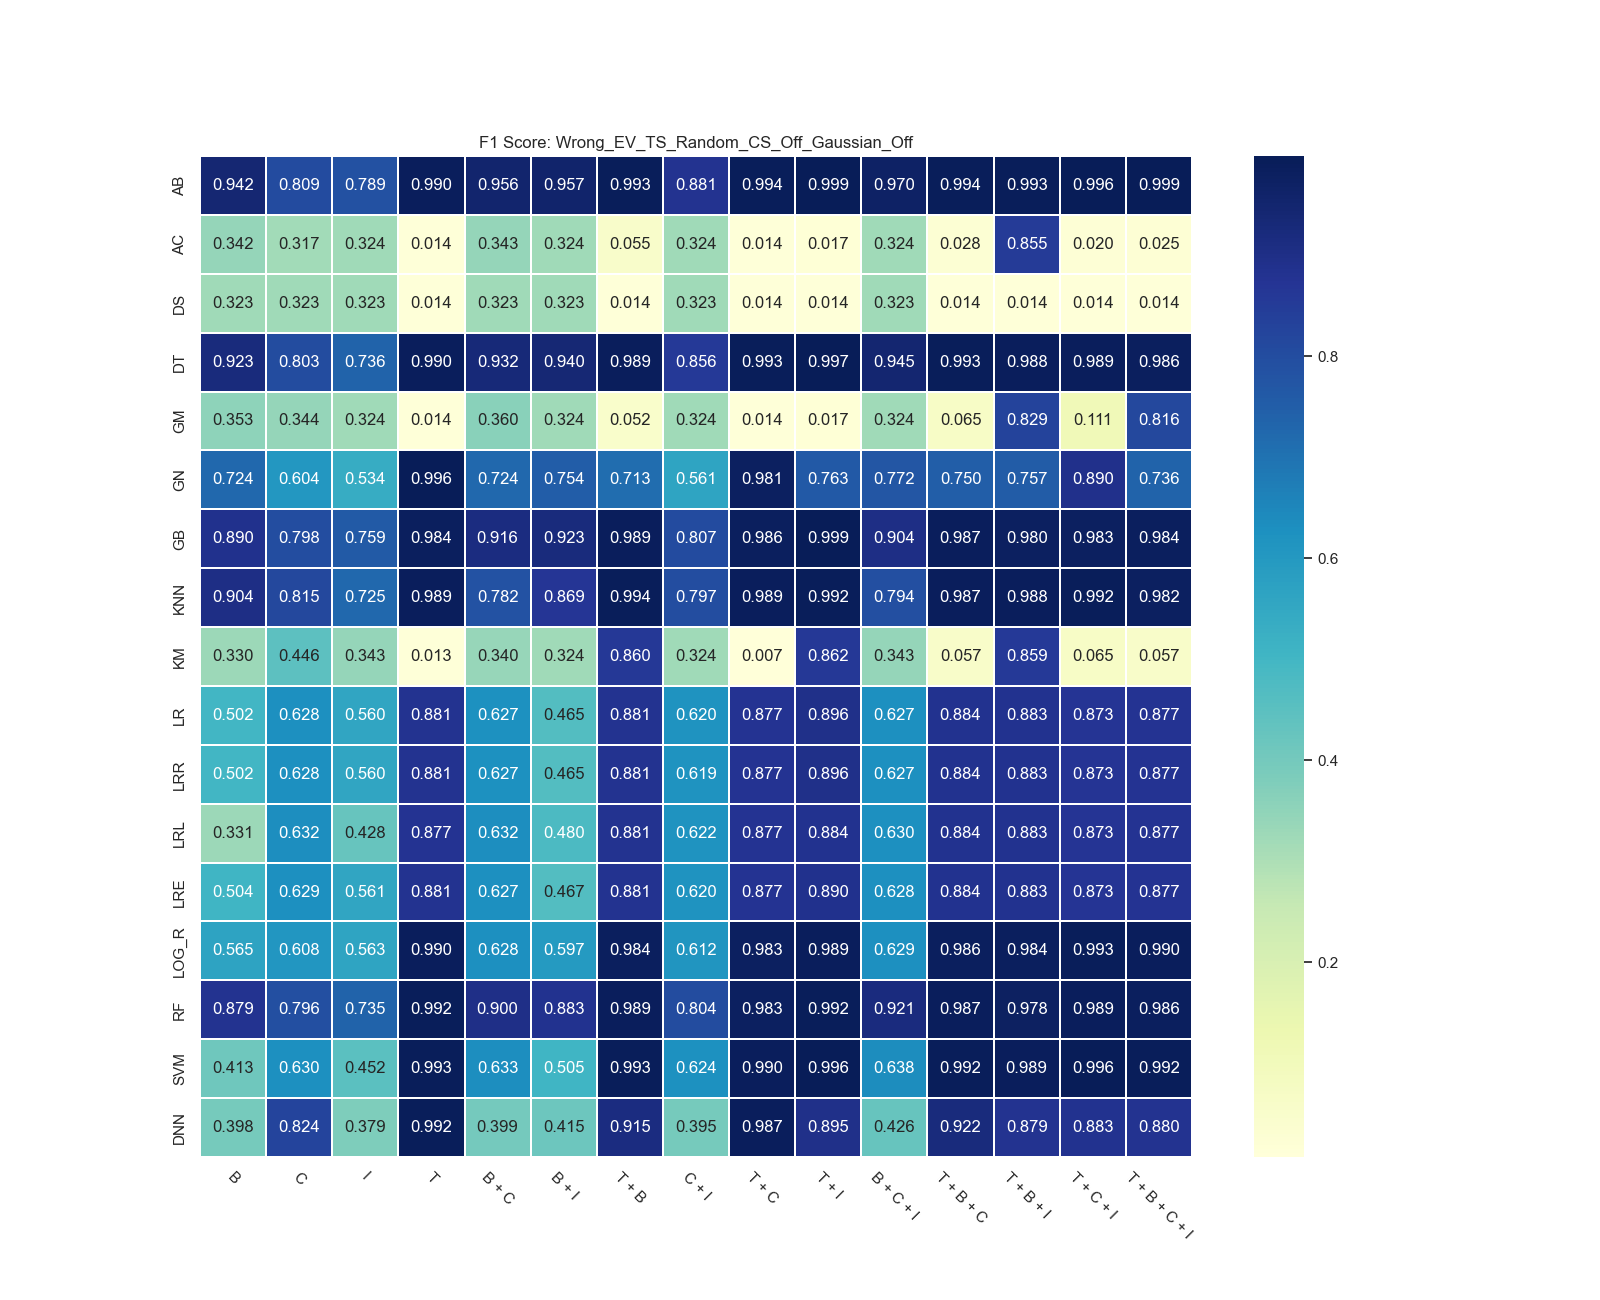 F1 Score: Wrong_EV_TS_Random_CS_Off_Gaussian_Off
AB 0.942 0.809 0.789 0.990 0.956 0.957 0.993 0.881 0.994 0.999 0.970 0.994 0.993 0.996 0.999
AC 0.342 0.317 0.324 0.014 0.343 0.324 0.055 0.324 0.014 0.017 0.324 0.028 0.855 0.020 0.025
DS 0.323 0.323 0.323 0.014 0.323 0.323 0.014 0.323 0.014 0.014 0.323 0.014 0.014 0.014 0.014
DT 0.923 0.803 0.736 0.990 0.932 0.940 0.989 0.856 0.993 0.997 0.945 0.993 0.988 0.989 0.986
GM 0.353 0.344 0.324 0.014 0.360 0.324 0.052 0.324 0.014 0.017 0.324 0.065 0.829 0.111 0.816
GN 0.724 0.604 0.534 0.996 0.724 0.754 0.713 0.561 0.981 0.763 0.772 0.750 0.757 0.890 0.736
GB 0.890 0.798 0.759 0.984 0.916 0.923 0.989 0.807 0.986 0.999 0.904 0.987 0.980 0.983 0.984
KNN 0.904 0.815 0.725 0.989 0.782 0.869 0.994 0.797 0.989 0.992 0.794 0.987 0.988 0.992 0.982
KM 0.330 0.446 0.343 0.013 0.340 0.324 0.860 0.324 0.007 0.862 0.343 0.057 0.859 0.065 0.057
LR 0.502 0.628 0.560 0.881 0.627 0.465 0.881 0.620 0.877 0.896 0.627 0.884 0.883 0.873 0.877
LRR 0.502 0.628 0.560 0.881 0.627 0.465 0.881 0.619 0.877 0.896 0.627 0.884 0.883 0.873 0.877
LRL 0.331 0.632 0.428 0.877 0.632 0.480 0.881 0.622 0.877 0.884 0.630 0.884 0.883 0.873 0.877
LRE 0.504 0.629 0.561 0.881 0.627 0.467 0.881 0.620 0.877 0.890 0.628 0.884 0.883 0.873 0.877
LOG_R 0.565 0.608 0.563 0.990 0.628 0.597 0.984 0.612 0.983 0.989 0.629 0.986 0.984 0.993 0.990
RF 0.879 0.796 0.735 0.992 0.900 0.883 0.989 0.804 0.983 0.992 0.921 0.987 0.978 0.989 0.986
SVM 0.413 0.630 0.452 0.993 0.633 0.505 0.993 0.624 0.990 0.996 0.638 0.992 0.989 0.996 0.992
DNN 0.398 0.824 0.379 0.992 0.399 0.415 0.915 0.395 0.987 0.895 0.426 0.922 0.879 0.883 0.880
B C I T B + C B + I T + B C + I T + C T + I B + C + I T + B + C T + B + I T + C + I T + B + C + I
0.8
0.6
0.4
0.2